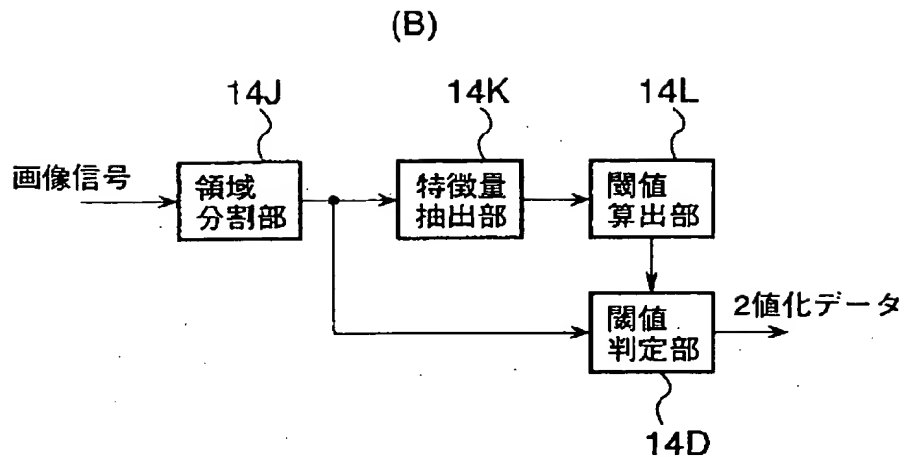 (B)
14J
14K
14L
画像信号
領域
分割部
特徴量
抽出部
閾値
算出部
閾値
判定部
2値化データ
14D